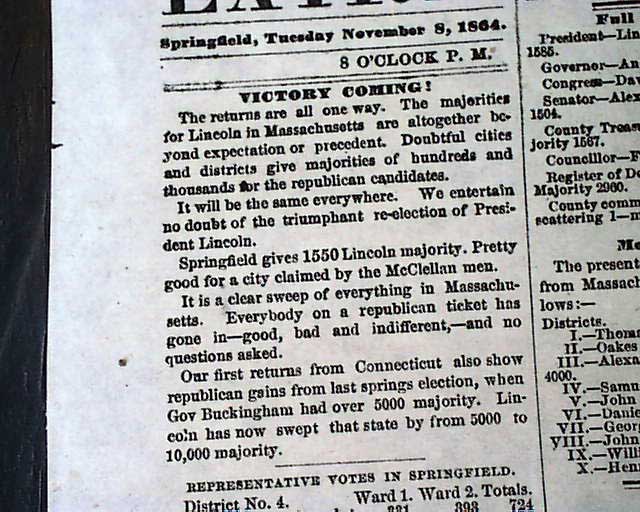 Springfield, Tuesday November 8, 1864.
8 O'CLOCK P. M.
VICTORY COMING!
The returns are all one way. The majorities
for Lincoln in Massachusetts are altogether be-
yond expectation or precedent. Doubtful cities
and districts give majorities of hundreds and
thousands for the republican candidates.
It will be the same everywhere. We entertain
no doubt of the triumphant re-election of Presi-
dent Lincoln.
Springfield gives 1550 Lincoln majority. Pretty
good for a city claimed by the McClellan men.
It is a clear sweep of everything in Massachu-
setts. Everybody on a republican ticket has
gone in—good, bad and indifferent,—and no
questions asked.
Our first returns from Connecticut also show
republican gains from last springs election, when
Gov Buckingham had over 5000 majority. Lin-
coln has now swept that state by from 5000 to
10,000 majority.
REPRESENTATIVE VOTES IN SPRINGFIELD.
District No. 4. Ward 1. Ward 2. Totals.
393 724
Full
President—Lin
1585.
Governor—An
Congress—Dav
Senator—Alex
1504.
County Treas
jority 1567.
Councillor—F
Register of De
Majority 2960.
County comm
scattering 1—m
The present
from Massach
lows:—
Districts.
I.—Thoma
II.—Oakes
III.—Alexa
4000.
IV.—Samu
V.—John
VI.—Danie
VII.—Georg
VIII.—John
IX.—Willi
X.—Hen